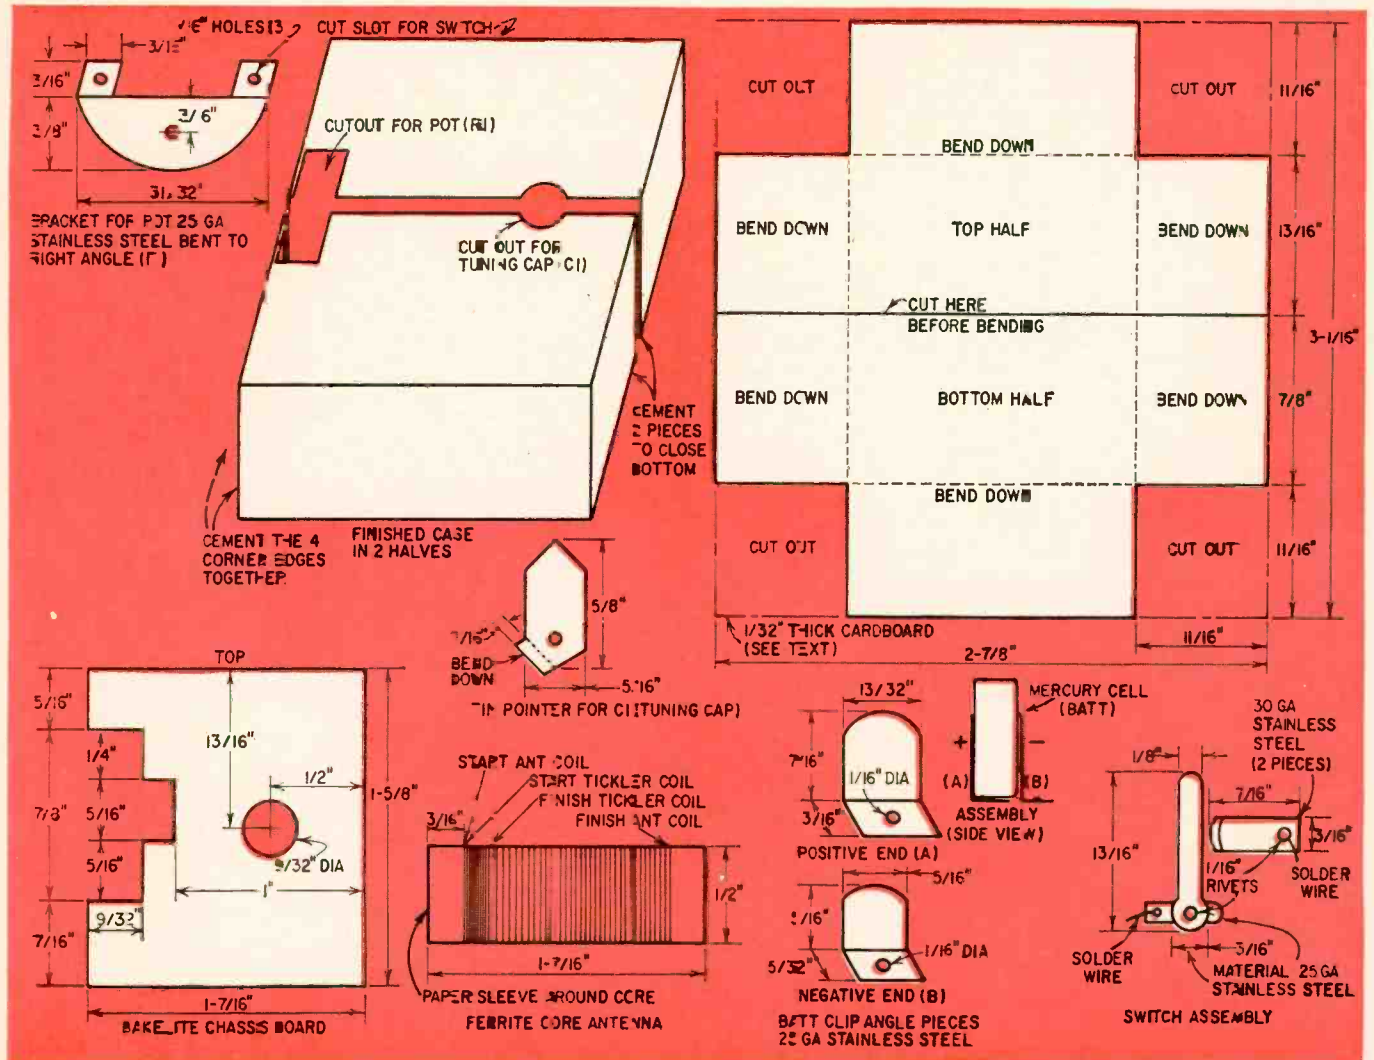 HOLES (3)
CUT SLOT FOR SWITCH
3/16"
3/8"
CUTOUT FOR POT (R1)
31/32"
BRACKET FOR POT 25 GA
STAINLESS STEEL BENT TO
RIGHT ANGLE
CUT OUT FOR
TUNING CAP (C1)
CEMENT
2 PIECES
TO CLOSE
BOTTOM
CEMENT THE 4
CORNER EDGES
TOGETHER
FINISHED CASE
IN 2 HALVES
CUT OUT
CUT OUT
11/16"
BEND DOWN
BEND DOWN
TOP HALF
BEND DOWN
13/16"
CUT HERE
BEFORE BENDING
3-1/16"
BEND DOWN
BOTTOM HALF
BEND DOWN
7/8"
BEND DOWN
CUT OUT
CUT OUT
11/16"
1/32" THICK CARDBOARD
(SEE TEXT)
11/16"
2-7/8"
5/8"
BEND
DOWN
5/16"
TIN POINTER FOR C1 (TUNING CAP)
TOP
5/16"
1/4"
7/8"
5/16"
5/16"
9/32"
7/16"
13/16"
1/2"
1-5/8"
9/32" DIA
1"
1-7/16"
BAKELITE CHASSIS BOARD
START ANT COIL
START TICKLER COIL
FINISH TICKLER COIL
FINISH ANT COIL
3/16"
1/2"
1-7/16"
PAPER SLEEVE AROUND CORE
FERRITE CORE ANTENNA
13/32"
7/16"
1/16" DIA
3/16"
POSITIVE END (A)
MERCURY CELL
(BATT)
+
-
(A)
(B)
ASSEMBLY
(SIDE VIEW)
5/16"
1/16" DIA
5/32"
NEGATIVE END (B)
BATT CLIP ANGLE PIECES
GA STAINLESS STEEL
30 GA
STAINLESS
STEEL
(2 PIECES)
1/8"
7/16"
3/16"
13/16"
1/16"
RIVETS
SOLDER
WIRE
SOLDER
WIRE
3/16"
MATERIAL 25 GA
STAINLESS STEEL
SWITCH ASSEMBLY